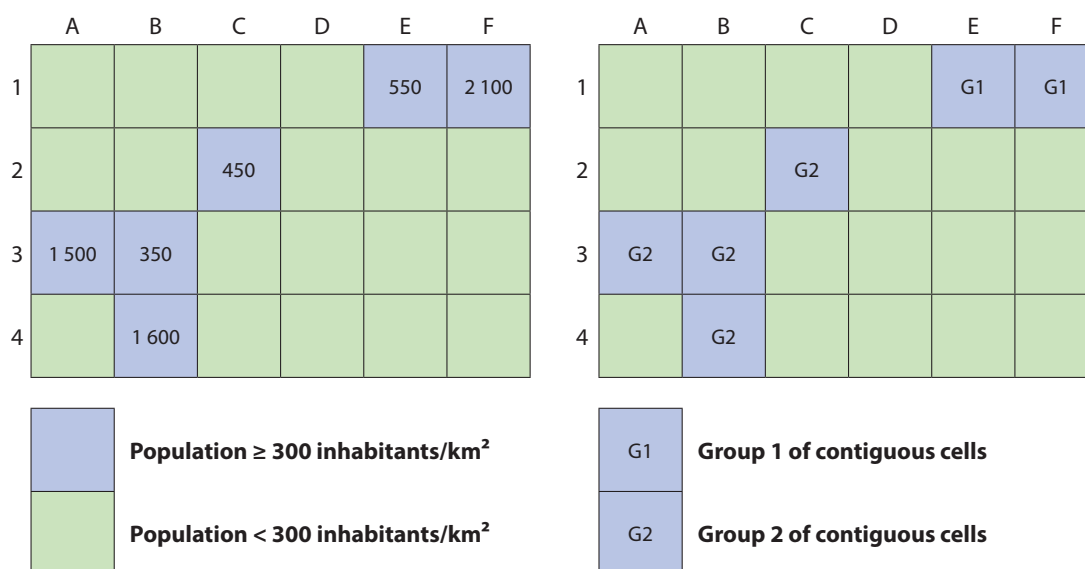 A B C D E F A B C D E F
1 550 2 100 1 G1 G1
2 450 2 G2
3 1 500 350 3 G2 G2
4 1 600 4 G2
Population ≥ 300 inhabitants/km² G1 Group 1 of contiguous cells
Population < 300 inhabitants/km² G2 Group 2 of contiguous cells